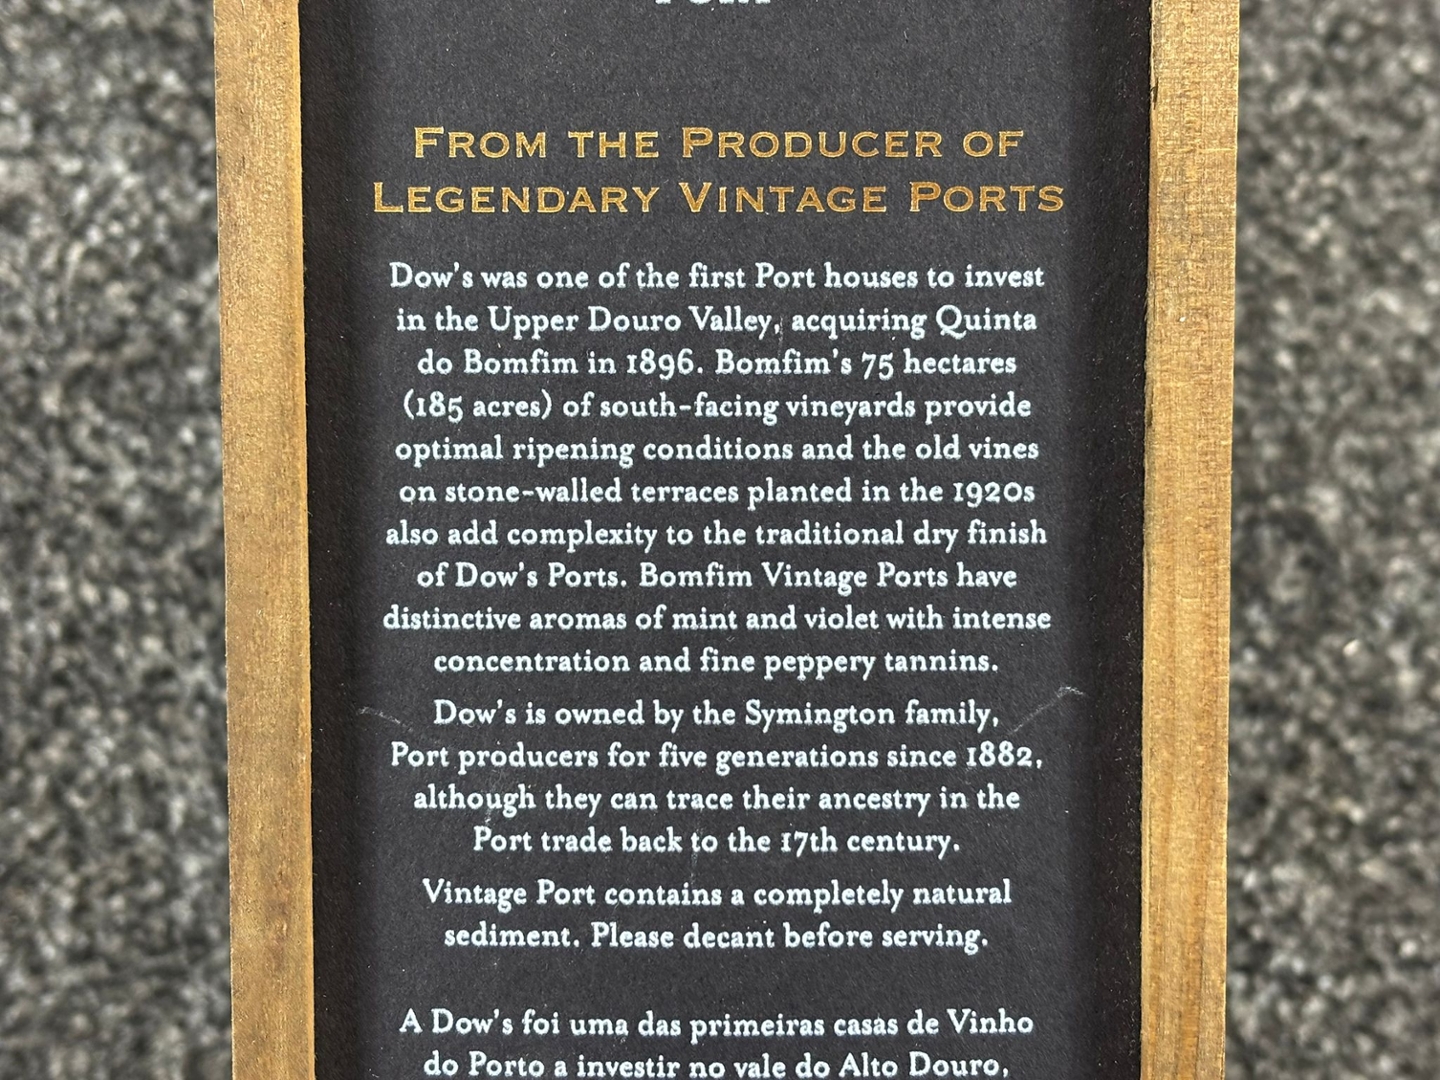 From the Producer of
Legendary Vintage Ports
Dow's was one of the first Port houses to invest
in the Upper Douro Valley, acquiring Quinta
do Bomfim in 1896. Bomfim's 75 hectares
(185 acres) of south-facing vineyards provide
optimal ripening conditions and the old vines
on stone-walled terraces planted in the 1920s
also add complexity to the traditional dry finish
of Dow's Ports. Bomfim Vintage Ports have
distinctive aromas of mint and violet with intense
concentration and fine peppery tannins.
Dow's is owned by the Symington family,
Port producers for five generations since 1882,
although they can trace their ancestry in the
Port trade back to the 17th century.
Vintage Port contains a completely natural
sediment. Please decant before serving.
A Dow's foi uma das primeiras casas de Vinho
do Porto a investir no vale do Alto Douro,